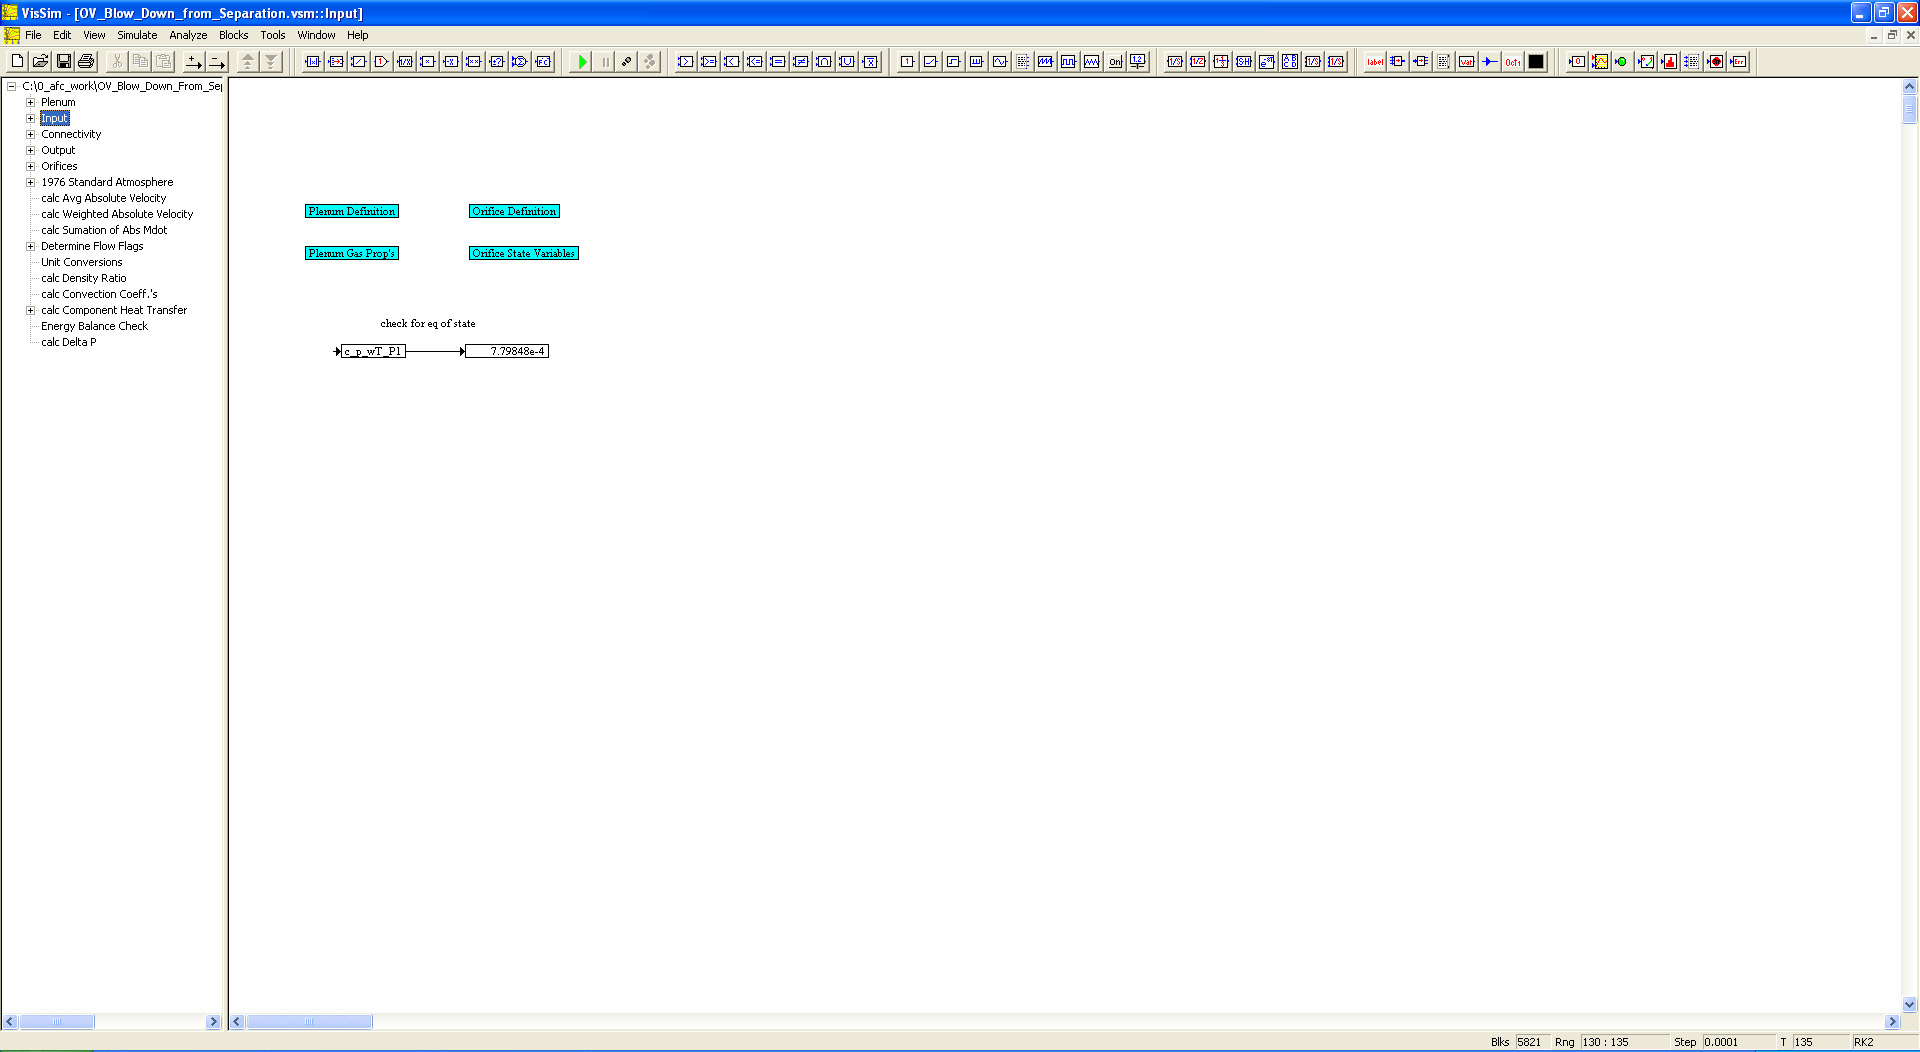 VisSim - [OV_Blow_Down_from_Separation.vsm::Input]
File Edit View Simulate Analyze Blocks Tools Window Help
C:\0_afc_work\OV_Blow_Down_From_Sep
Plenum
Input
Connectivity
Output
Orifices
1976 Standard Atmosphere
calc Avg Absolute Velocity
calc Weighted Absolute Velocity
calc Sumation of Abs Mdot
Determine Flow Flags
Unit Conversions
calc Density Ratio
calc Convection Coeff.'s
calc Component Heat Transfer
Energy Balance Check
calc Delta P
Plenum Definition
Orifice Definition
Plenum Gas Prop's
Orifice State Variables
check for eq of state
c_p_wT_P1
7.79848e-4
Blks 5821 Rng 130 : 135 Step 0.0001 T 135 RK2